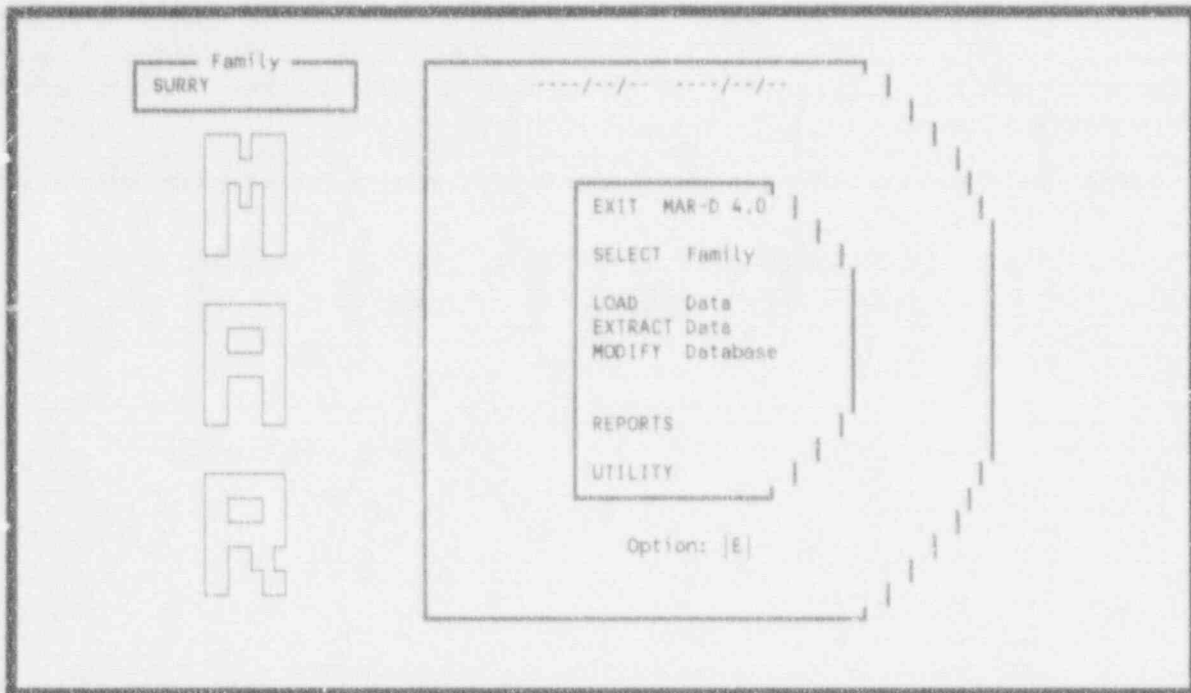 Family
SURRY
----/--/-- ----/--/--
M
A
R
EXIT MAR-D 4.0
SELECT Family
LOAD Data
EXTRACT Data
MODIFY Database
REPORTS
UTILITY
Option: |E|